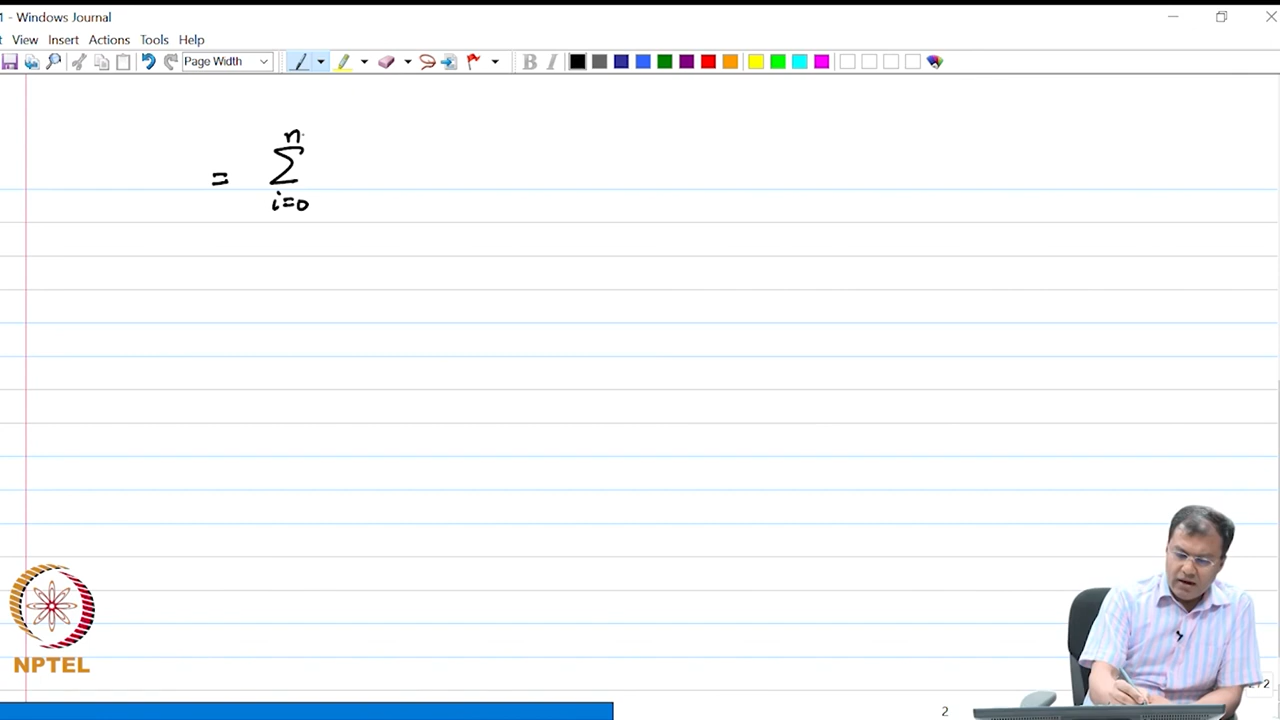 1 - Windows Journal
t View Insert Actions Tools Help
Page Width
B I
n
= ∑
i=0
NPTEL
2